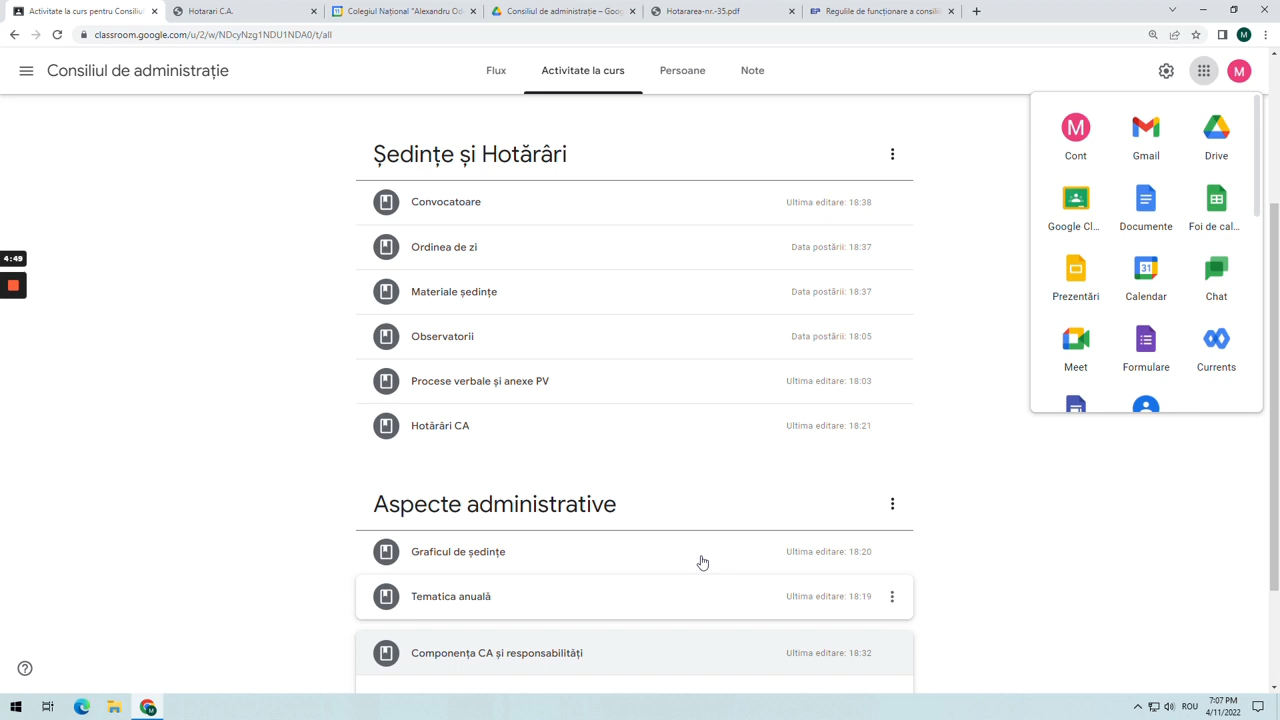 Activitate la curs pentru Consiliul
Hotarari C.A.
Colegiul Național "Alexandru Od
Consiliul de administrație – Goog
Hotararea-nr.-35.pdf
EP Regulile de funcționare a consilii
classroom.google.com/u/2/w/NDcyNzg1NDU1NDA0/t/all
M
Consiliul de administrație
Flux
Activitate la curs
Persoane
Note
M
Ședințe și Hotărâri
Convocatoare
Ultima editare: 18:38
Ordinea de zi
Data postării: 18:37
Materiale ședințe
Data postării: 18:37
Observatorii
Data postării: 18:05
Procese verbale și anexe PV
Ultima editare: 18:03
Hotărâri CA
Ultima editare: 18:21
Aspecte administrative
Graficul de ședințe
Ultima editare: 18:20
Tematica anuală
Ultima editare: 18:19
Componența CA și responsabilități
Ultima editare: 18:32
M
Cont
Gmail
Drive
Google Cl...
Documente
Foi de cal...
Prezentări
31
Calendar
Chat
Meet
Formulare
Currents
4:49
ROU
7:07 PM
4/11/2022